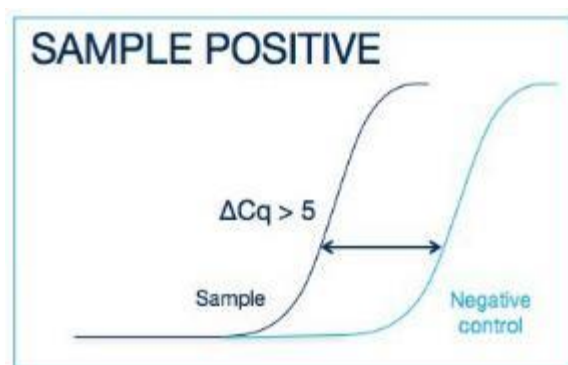 SAMPLE POSITIVE
ΔCq > 5
Sample
Negative
control